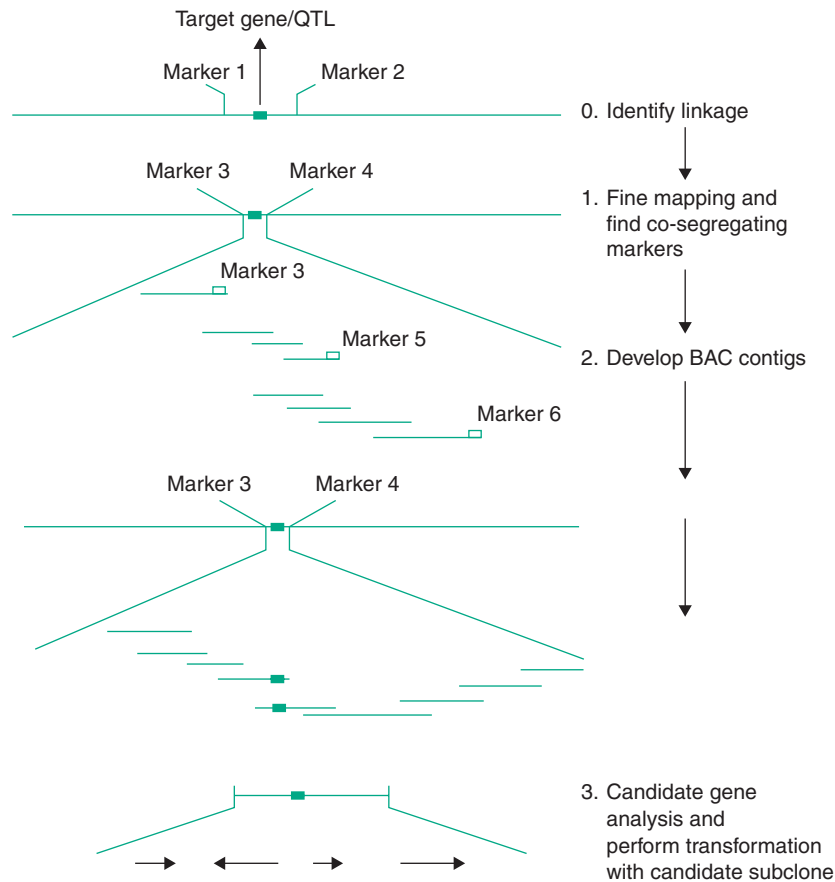 Target gene/QTL
Marker 1
Marker 2
0. Identify linkage
Marker 3
Marker 4
1. Fine mapping and
find co-segregating
markers
Marker 3
Marker 5
2. Develop BAC contigs
Marker 6
Marker 3
Marker 4
3. Candidate gene
analysis and
perform transformation
with candidate subclone